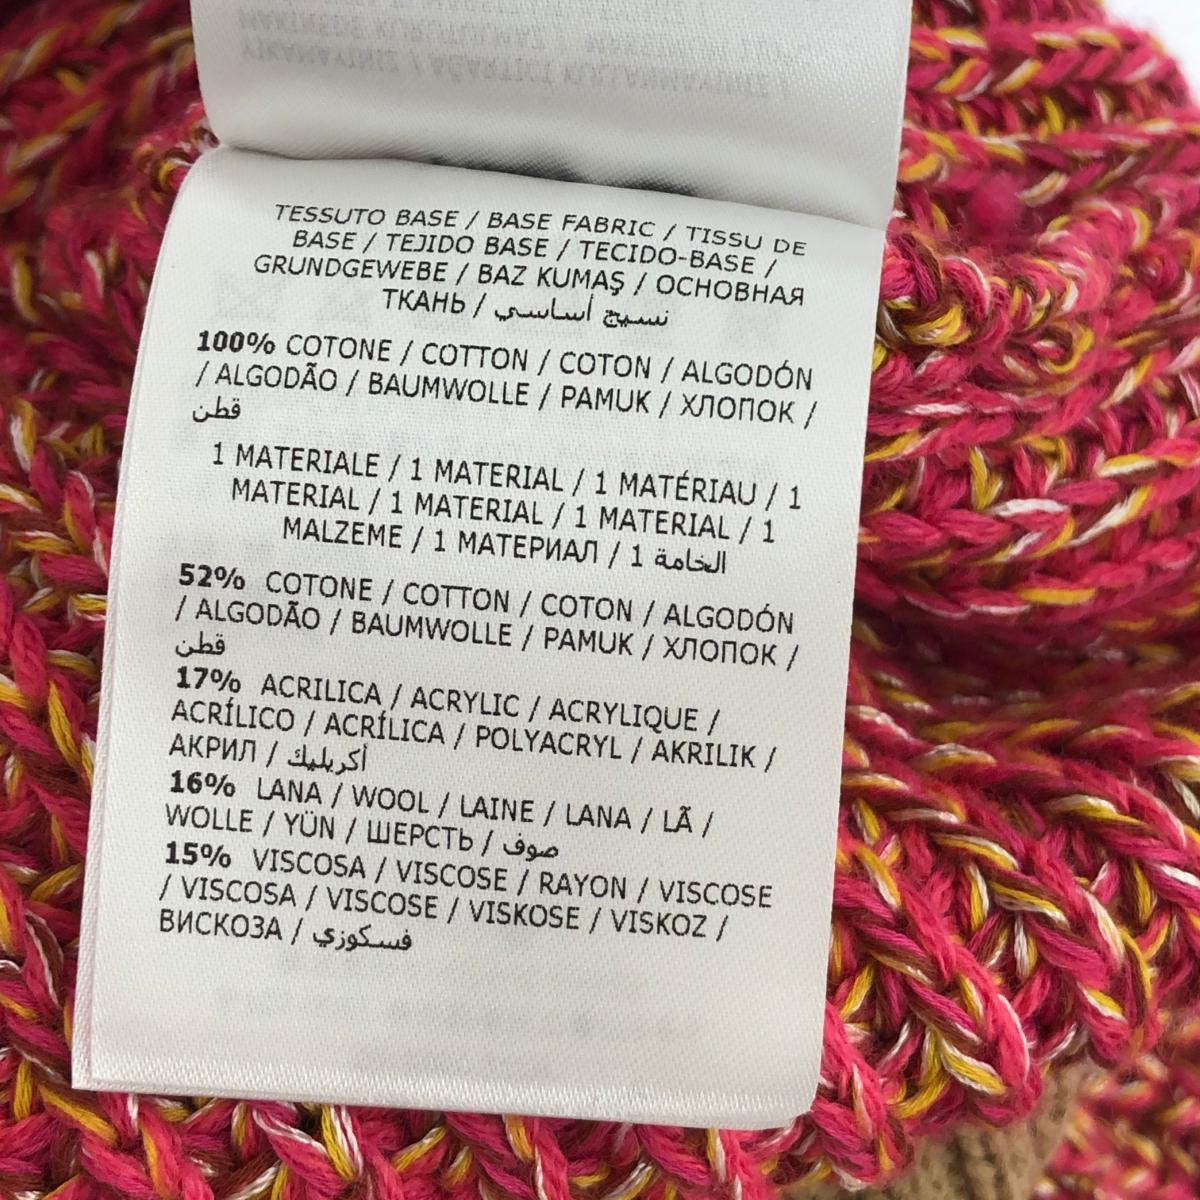 TESSUTO BASE / BASE FABRIC / TISSU DE
BASE / TEJIDO BASE / TECIDO-BASE /
GRUNDGEWEBE / BAZ KUMAŞ / ОСНОВНАЯ
ТКАНЬ / نسيج أساسي
100% COTONE / COTTON / COTON / ALGODÓN
/ ALGODÃO / BAUMWOLLE / PAMUK / ХЛОПОК /
قطن
1 MATERIALE / 1 MATERIAL / 1 MATÉRIAU / 1
MATERIAL / 1 MATERIAL / 1 MATERIAL / 1
MALZEME / 1 МАТЕРИАЛ / 1 الخامة
52% COTONE / COTTON / COTON / ALGODÓN
/ ALGODÃO / BAUMWOLLE / PAMUK / ХЛОПОК /
قطن
17% ACRILICA / ACRYLIC / ACRYLIQUE /
ACRÍLICO / ACRÍLICA / POLYACRYL / AKRILIK /
АКРИЛ / أكريليك
16% LANA / WOOL / LAINE / LANA / LÃ /
WOLLE / YÜN / ШЕРСТЬ / صوف
15% VISCOSA / VISCOSE / RAYON / VISCOSE
/ VISCOSA / VISCOSE / VISKOSE / VISKOZ /
ВИСКОЗА / فسكوزي